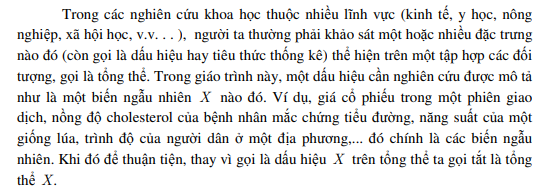 Trong các nghiên cứu khoa học thuộc nhiều lĩnh vực (kinh tế, y học, nông
nghiệp, xã hội học, v.v. . . ), người ta thường phải khảo sát một hoặc nhiều đặc trưng
nào đó (còn gọi là dấu hiệu hay tiêu thức thống kê) thể hiện trên một tập hợp các đối
tượng, gọi là tổng thể. Trong giáo trình này, một dấu hiệu cần nghiên cứu được mô tả
như là một biến ngẫu nhiên X nào đó. Ví dụ, giá cổ phiếu trong một phiên giao
dịch, nồng độ cholesterol của bệnh nhân mắc chứng tiểu đường, năng suất của một
giống lúa, trình độ của người dân ở một địa phương,... đó chính là các biến ngẫu
nhiên. Khi đó để thuận tiện, thay vì gọi là dấu hiệu X trên tổng thể ta gọi tắt là tổng
thể X.